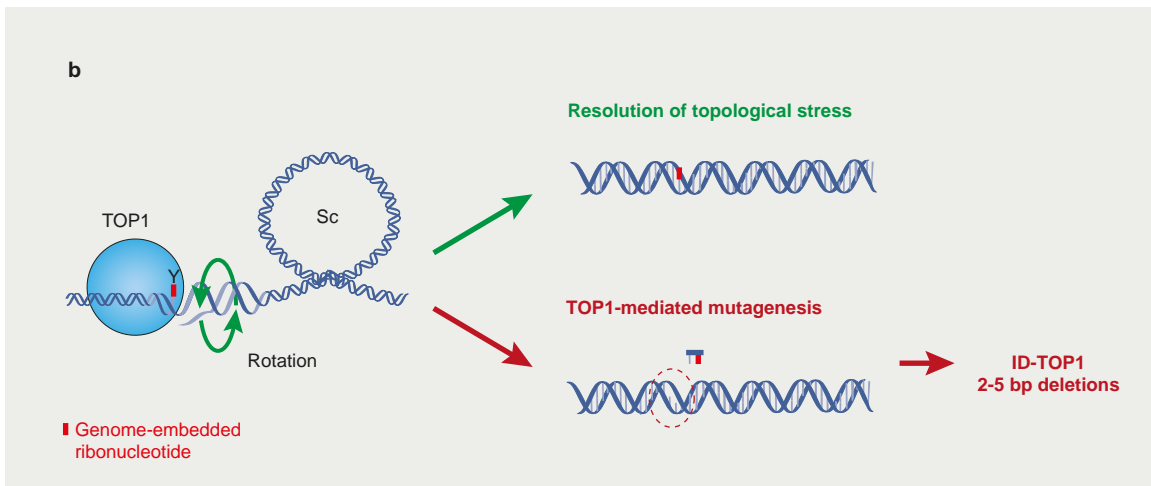 b
Resolution of topological stress
TOP1
Sc
Y
TOP1-mediated mutagenesis
Rotation
ID-TOP1
2-5 bp deletions
Genome-embedded
ribonucleotide